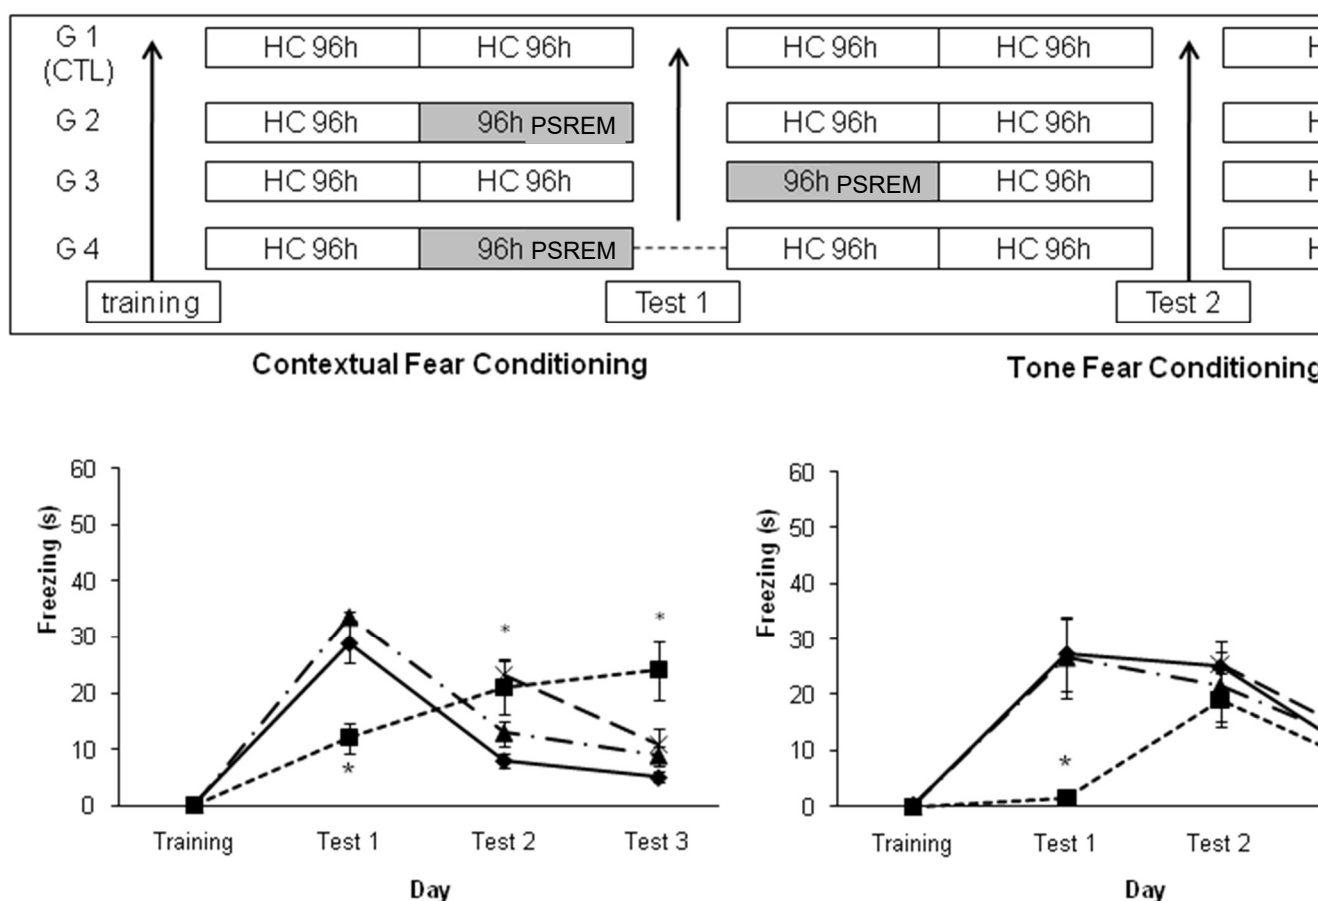 G 1
(CTL)
HC 96h HC 96h HC 96h HC 96h H
G 2 HC 96h 96h PSREM HC 96h HC 96h H
G 3 HC 96h HC 96h 96h PSREM HC 96h H
G 4 HC 96h 96h PSREM HC 96h HC 96h H
training Test 1 Test 2
Contextual Fear Conditioning
Freezing (s)
60
50
40
30
20
10
0
* * *
Training Test 1 Test 2 Test 3
Day
Tone Fear Conditioning
Freezing (s)
60
50
40
30
20
10
0
*
Training Test 1 Test 2
Day